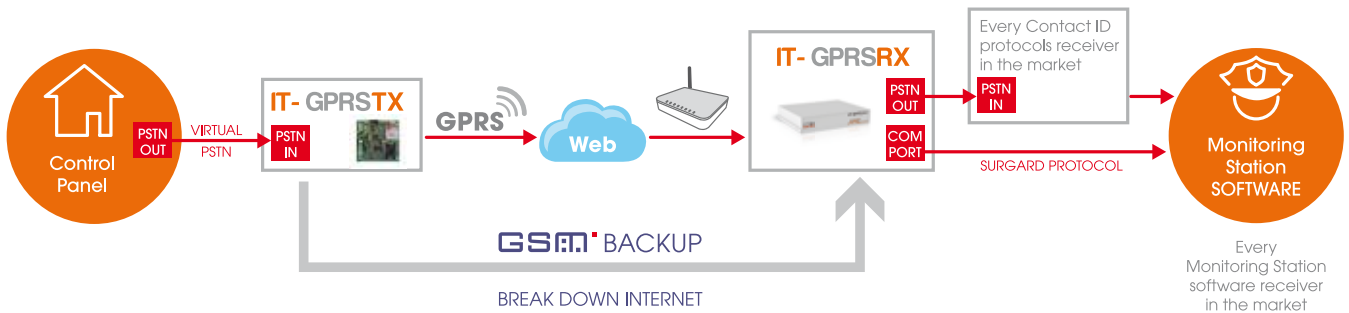 Control
Panel
PSTN
OUT
VIRTUAL
PSTN
IT- GPRSTX
PSTN
IN
GPRS
Web
IT- GPRSRX
PSTN
OUT
COM
PORT
Every Contact ID
protocols receiver
in the market
PSTN
IN
SURGARD PROTOCOL
Monitoring
Station
SOFTWARE
Every
Monitoring Station
software receiver
in the market
GSM BACKUP
BREAK DOWN INTERNET